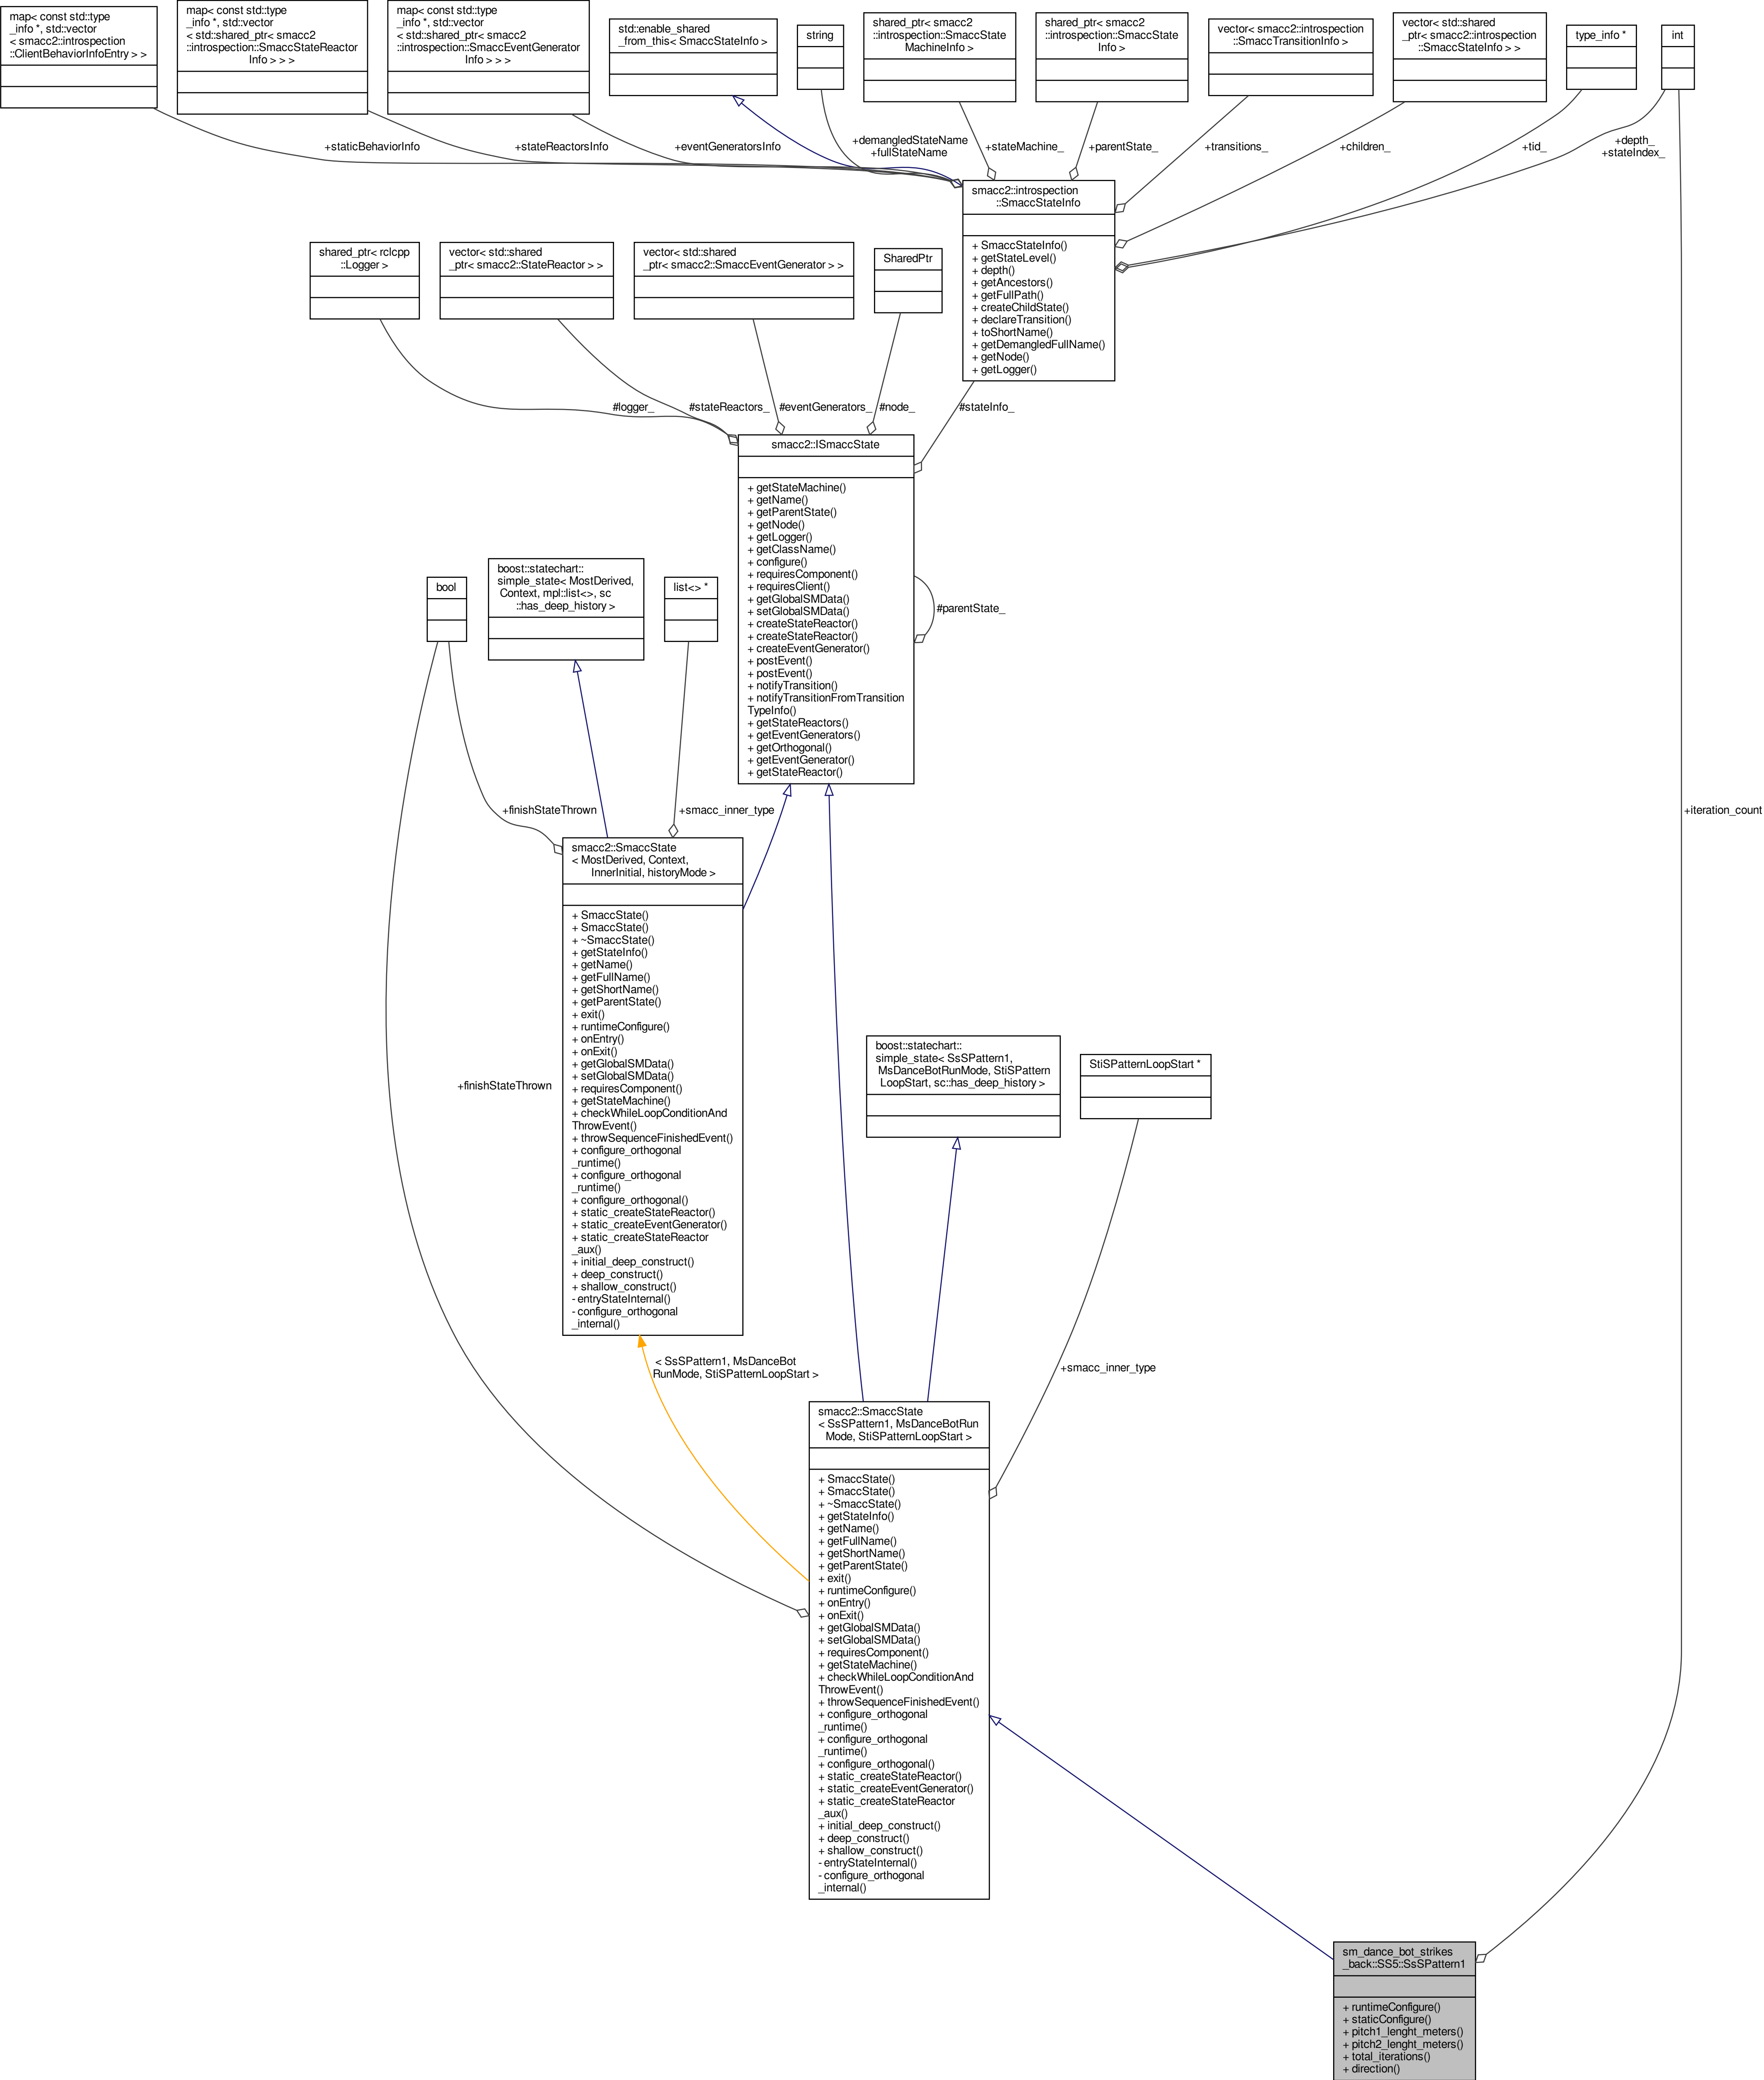 map< const std::type
_info *, std::vector
< smacc2::introspection
::ClientBehaviorInfoEntry > >
map< const std::type
_info *, std::vector
< std::shared_ptr< smacc2
::introspection::SmaccStateReactor
Info > > >
map< const std::type
_info *, std::vector
< std::shared_ptr< smacc2
::introspection::SmaccEventGenerator
Info > > >
std::enable_shared
_from_this< SmaccStateInfo >
string
shared_ptr< smacc2
::introspection::SmaccState
MachineInfo >
shared_ptr< smacc2
::introspection::SmaccState
Info >
vector< smacc2::introspection
::SmaccTransitionInfo >
vector< std::shared
_ptr< smacc2::introspection
::SmaccStateInfo > >
type_info *
int
+staticBehaviorInfo
+stateReactorsInfo
+eventGeneratorsInfo
+demangledStateName
+fullStateName
+stateMachine_
+parentState_
+transitions_
+children_
+tid_
+depth_
+stateIndex_
smacc2::introspection
::SmaccStateInfo
+ SmaccStateInfo()
+ getStateLevel()
+ depth()
+ getAncestors()
+ getFullPath()
+ createChildState()
+ declareTransition()
+ toShortName()
+ getDemangledFullName()
+ getNode()
+ getLogger()
shared_ptr< rclcpp
::Logger >
vector< std::shared
_ptr< smacc2::StateReactor > >
vector< std::shared
_ptr< smacc2::SmaccEventGenerator > >
SharedPtr
#logger_
#stateReactors_
#eventGenerators_
#node_
#stateInfo_
smacc2::ISmaccState
+ getStateMachine()
+ getName()
+ getParentState()
+ getNode()
+ getLogger()
+ getClassName()
+ configure()
+ requiresComponent()
+ requiresClient()
+ getGlobalSMData()
+ setGlobalSMData()
+ createStateReactor()
+ createStateReactor()
+ createEventGenerator()
+ postEvent()
+ postEvent()
+ notifyTransition()
+ notifyTransitionFromTransition
TypeInfo()
+ getStateReactors()
+ getEventGenerators()
+ getOrthogonal()
+ getEventGenerator()
+ getStateReactor()
#parentState_
bool
boost::statechart::
simple_state< MostDerived,
Context, mpl::list<>, sc
::has_deep_history >
list<> *
+finishStateThrown
+smacc_inner_type
+iteration_count
smacc2::SmaccState
< MostDerived, Context,
InnerInitial, historyMode >
+ SmaccState()
+ SmaccState()
+ ~SmaccState()
+ getStateInfo()
+ getName()
+ getFullName()
+ getShortName()
+ getParentState()
+ exit()
+ runtimeConfigure()
+ onEntry()
+ onExit()
+ getGlobalSMData()
+ setGlobalSMData()
+ requiresComponent()
+ getStateMachine()
+ checkWhileLoopConditionAnd
ThrowEvent()
+ throwSequenceFinishedEvent()
+ configure_orthogonal
_runtime()
+ configure_orthogonal
_runtime()
+ configure_orthogonal()
+ static_createStateReactor()
+ static_createEventGenerator()
+ static_createStateReactor
_aux()
+ initial_deep_construct()
+ deep_construct()
+ shallow_construct()
- entryStateInternal()
- configure_orthogonal
_internal()
+finishStateThrown
boost::statechart::
simple_state< SsSPattern1,
MsDanceBotRunMode, StiSPattern
LoopStart, sc::has_deep_history >
StiSPatternLoopStart *
< SsSPattern1, MsDanceBot
RunMode, StiSPatternLoopStart >
+smacc_inner_type
smacc2::SmaccState
< SsSPattern1, MsDanceBotRun
Mode, StiSPatternLoopStart >
+ SmaccState()
+ SmaccState()
+ ~SmaccState()
+ getStateInfo()
+ getName()
+ getFullName()
+ getShortName()
+ getParentState()
+ exit()
+ runtimeConfigure()
+ onEntry()
+ onExit()
+ getGlobalSMData()
+ setGlobalSMData()
+ requiresComponent()
+ getStateMachine()
+ checkWhileLoopConditionAnd
ThrowEvent()
+ throwSequenceFinishedEvent()
+ configure_orthogonal
_runtime()
+ configure_orthogonal
_runtime()
+ configure_orthogonal()
+ static_createStateReactor()
+ static_createEventGenerator()
+ static_createStateReactor
_aux()
+ initial_deep_construct()
+ deep_construct()
+ shallow_construct()
- entryStateInternal()
- configure_orthogonal
_internal()
sm_dance_bot_strikes
_back::SS5::SsSPattern1
+ runtimeConfigure()
+ staticConfigure()
+ pitch1_lenght_meters()
+ pitch2_lenght_meters()
+ total_iterations()
+ direction()